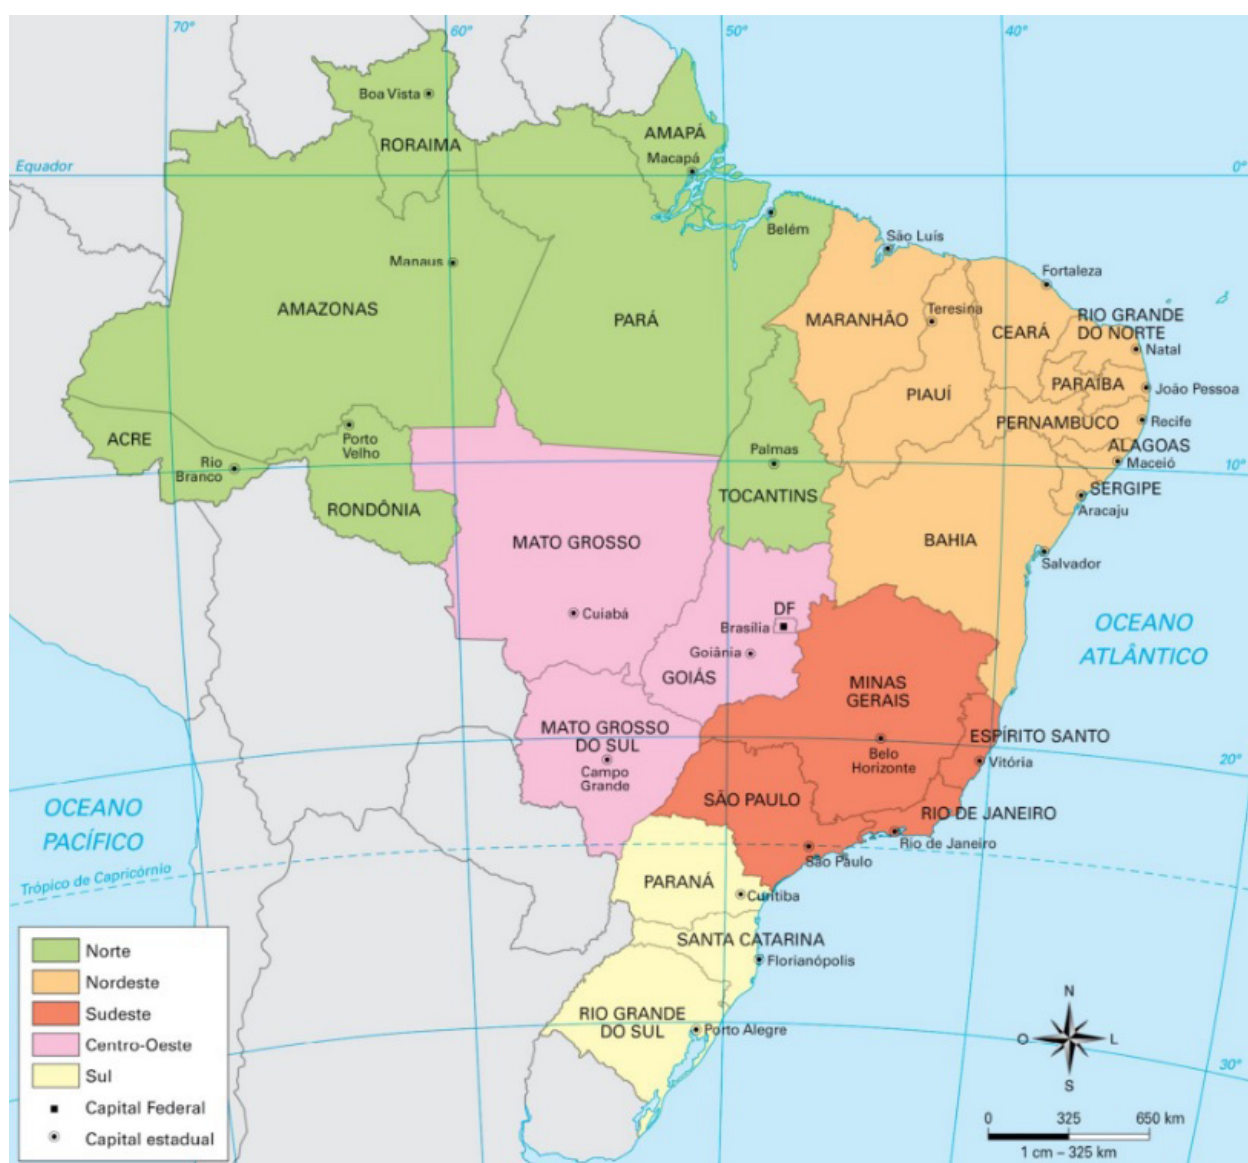 70°
60°
50°
40°
Boa Vista
RORAIMA
AMAPÁ
Macapá
Equador
0°
Belém
São Luís
Manaus
Fortaleza
AMAZONAS
PARÁ
MARANHÃO
Teresina
CEARÁ
RIO GRANDE
DO NORTE
Natal
PIAUÍ
PARAÍBA
João Pessoa
PERNAMBUCO
Recife
ACRE
Porto
Velho
Rio
Branco
Palmas
ALAGOAS
Maceió
10°
RONDÔNIA
TOCANTINS
SERGIPE
Aracaju
MATO GROSSO
BAHIA
Salvador
Cuiabá
DF
Brasília
Goiânia
GOIÁS
OCEANO
ATLÂNTICO
MINAS
GERAIS
MATO GROSSO
DO SUL
Campo
Grande
Belo
Horizonte
ESPÍRITO SANTO
Vitória
20°
OCEANO
PACÍFICO
SÃO PAULO
RIO DE JANEIRO
Rio de Janeiro
São Paulo
Trópico de Capricórnio
PARANÁ
Curitiba
SANTA CATARINA
Florianópolis
RIO GRANDE
DO SUL
Porto Alegre
Norte
Nordeste
Sudeste
Centro-Oeste
Sul
Capital Federal
Capital estadual
N
O
L
S
30°
0 325 650 km
1 cm – 325 km